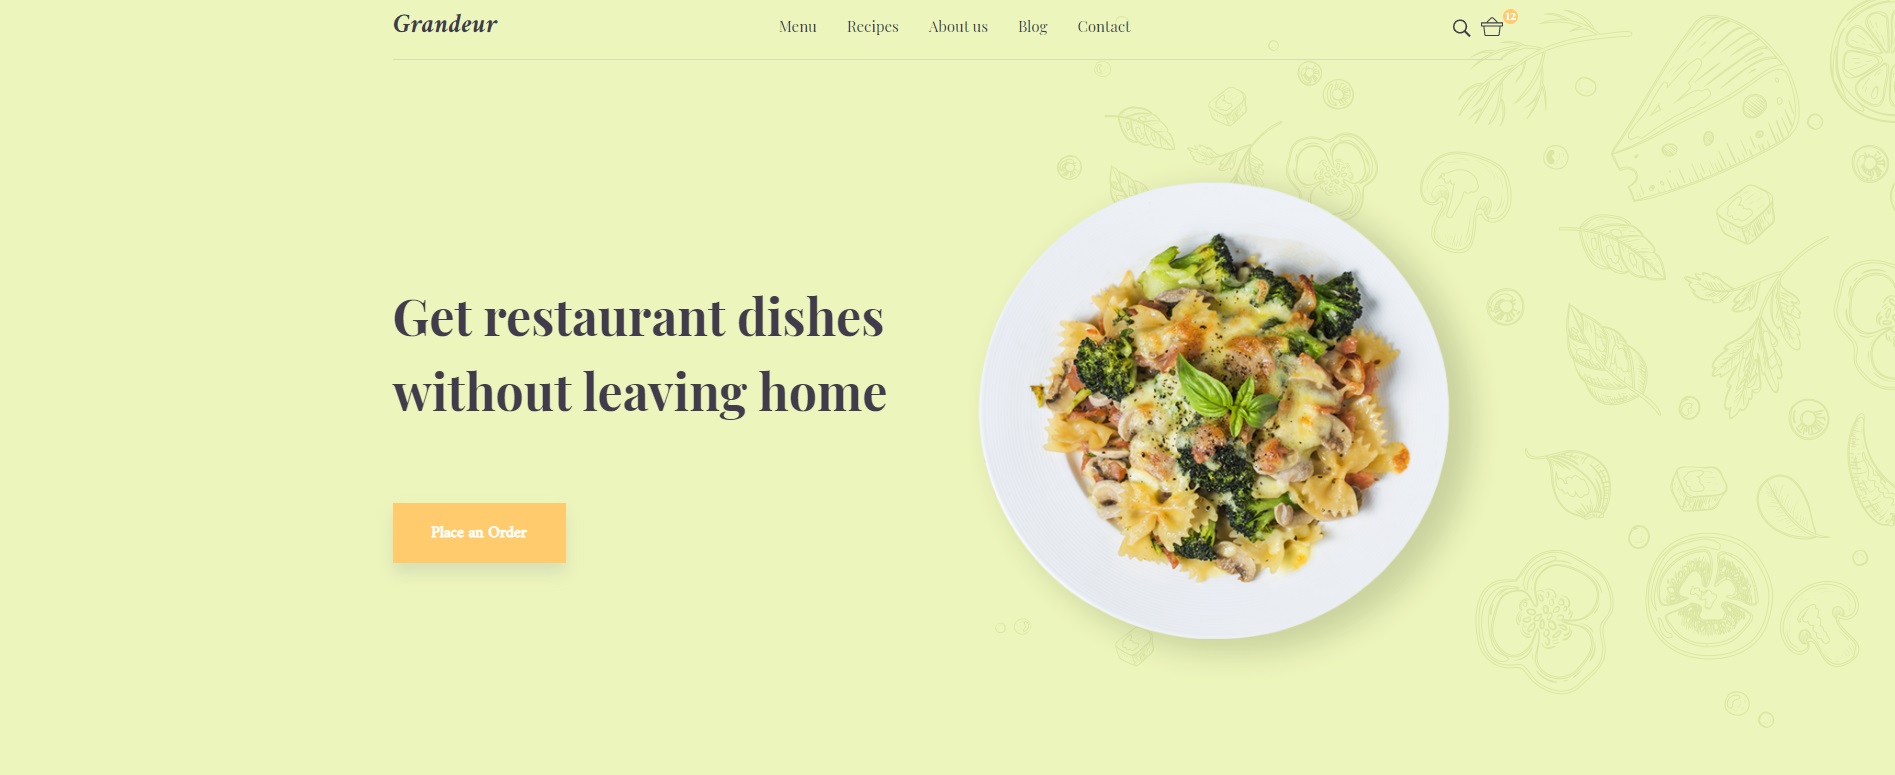 Grandeur
Menu Recipes About us Blog Contact
12
Get restaurant dishes
without leaving home
Place an Order